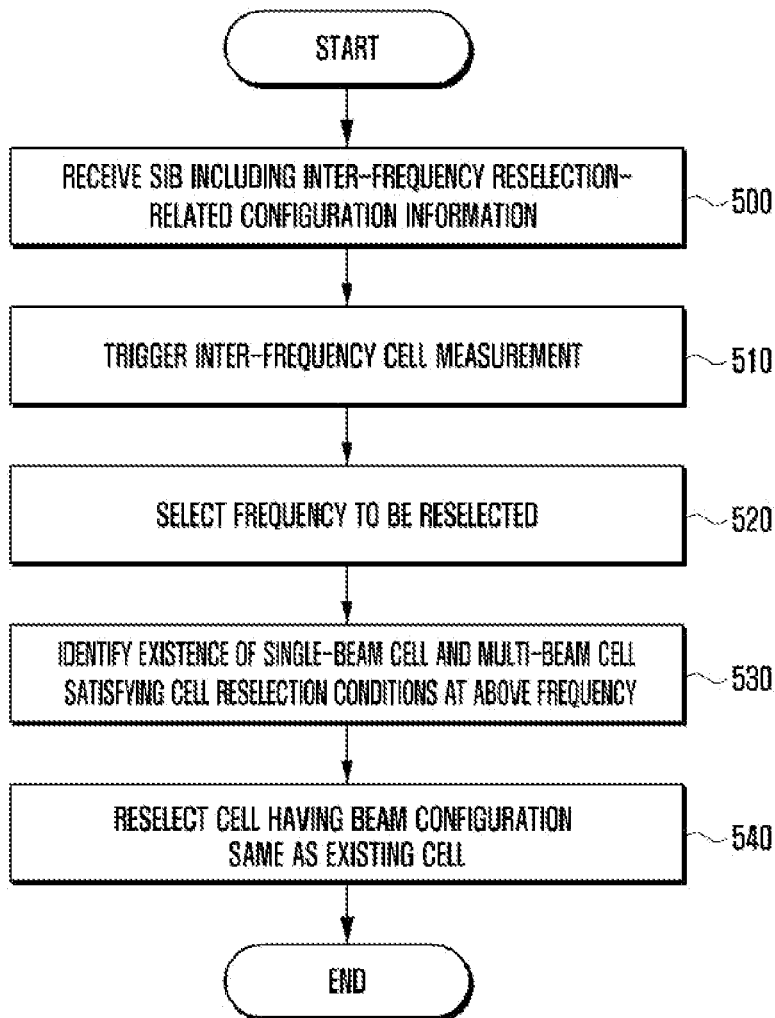 START
RECEIVE SIB INCLUDING INTER-FREQUENCY RESELECTION-
RELATED CONFIGURATION INFORMATION
500
TRIGGER INTER-FREQUENCY CELL MEASUREMENT
510
SELECT FREQUENCY TO BE RESELECTED
520
IDENTIFY EXISTENCE OF SINGLE-BEAM CELL AND MULTI-BEAM CELL
SATISFYING CELL RESELECTION CONDITIONS AT ABOVE FREQUENCY
530
RESELECT CELL HAVING BEAM CONFIGURATION
SAME AS EXISTING CELL
540
END